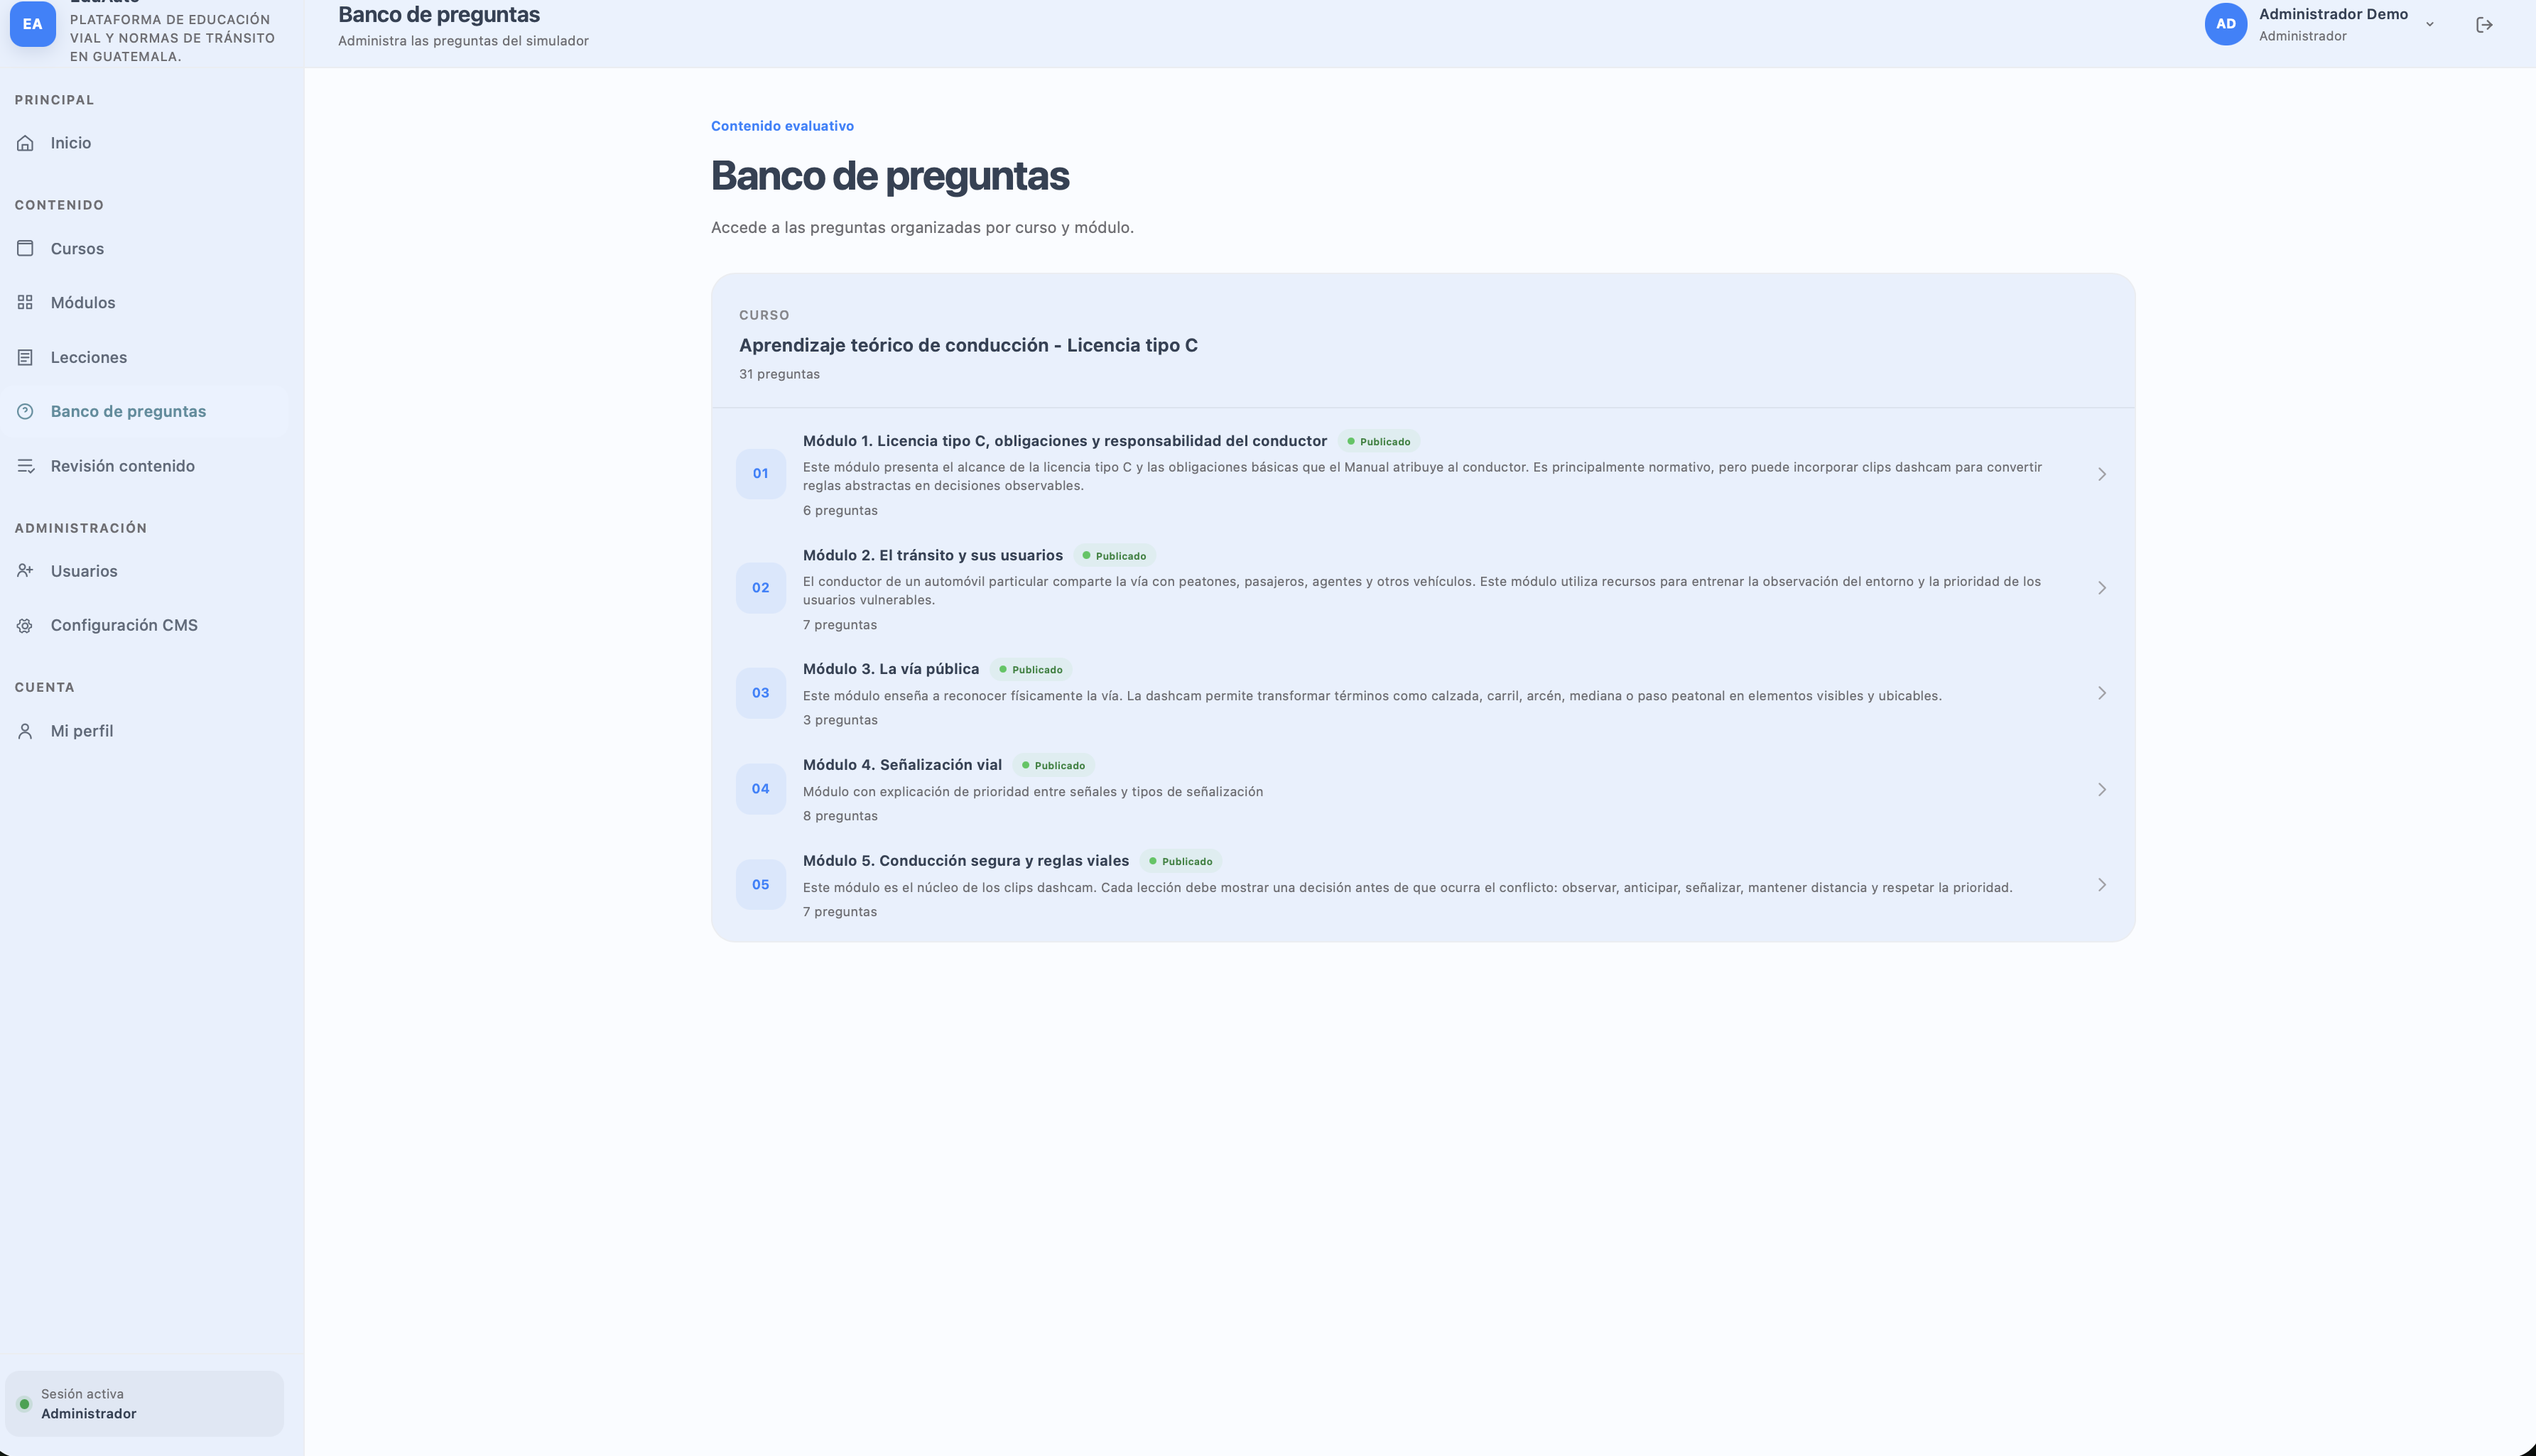 EduAuto
EA
PLATAFORMA DE EDUCACIÓN
VIAL Y NORMAS DE TRÁNSITO
EN GUATEMALA.
Banco de preguntas
Administra las preguntas del simulador
AD
Administrador Demo
Administrador
PRINCIPAL
Inicio
CONTENIDO
Cursos
Módulos
Lecciones
Banco de preguntas
Revisión contenido
ADMINISTRACIÓN
Usuarios
Configuración CMS
CUENTA
Mi perfil
Sesión activa
Administrador
Contenido evaluativo
Banco de preguntas
Accede a las preguntas organizadas por curso y módulo.
CURSO
Aprendizaje teórico de conducción - Licencia tipo C
31 preguntas
01
Módulo 1. Licencia tipo C, obligaciones y responsabilidad del conductor
Publicado
Este módulo presenta el alcance de la licencia tipo C y las obligaciones básicas que el Manual atribuye al conductor. Es principalmente normativo, pero puede incorporar clips dashcam para convertir
reglas abstractas en decisiones observables.
6 preguntas
02
Módulo 2. El tránsito y sus usuarios
Publicado
El conductor de un automóvil particular comparte la vía con peatones, pasajeros, agentes y otros vehículos. Este módulo utiliza recursos para entrenar la observación del entorno y la prioridad de los
usuarios vulnerables.
7 preguntas
03
Módulo 3. La vía pública
Publicado
Este módulo enseña a reconocer físicamente la vía. La dashcam permite transformar términos como calzada, carril, arcén, mediana o paso peatonal en elementos visibles y ubicables.
3 preguntas
04
Módulo 4. Señalización vial
Publicado
Módulo con explicación de prioridad entre señales y tipos de señalización
8 preguntas
05
Módulo 5. Conducción segura y reglas viales
Publicado
Este módulo es el núcleo de los clips dashcam. Cada lección debe mostrar una decisión antes de que ocurra el conflicto: observar, anticipar, señalizar, mantener distancia y respetar la prioridad.
7 preguntas